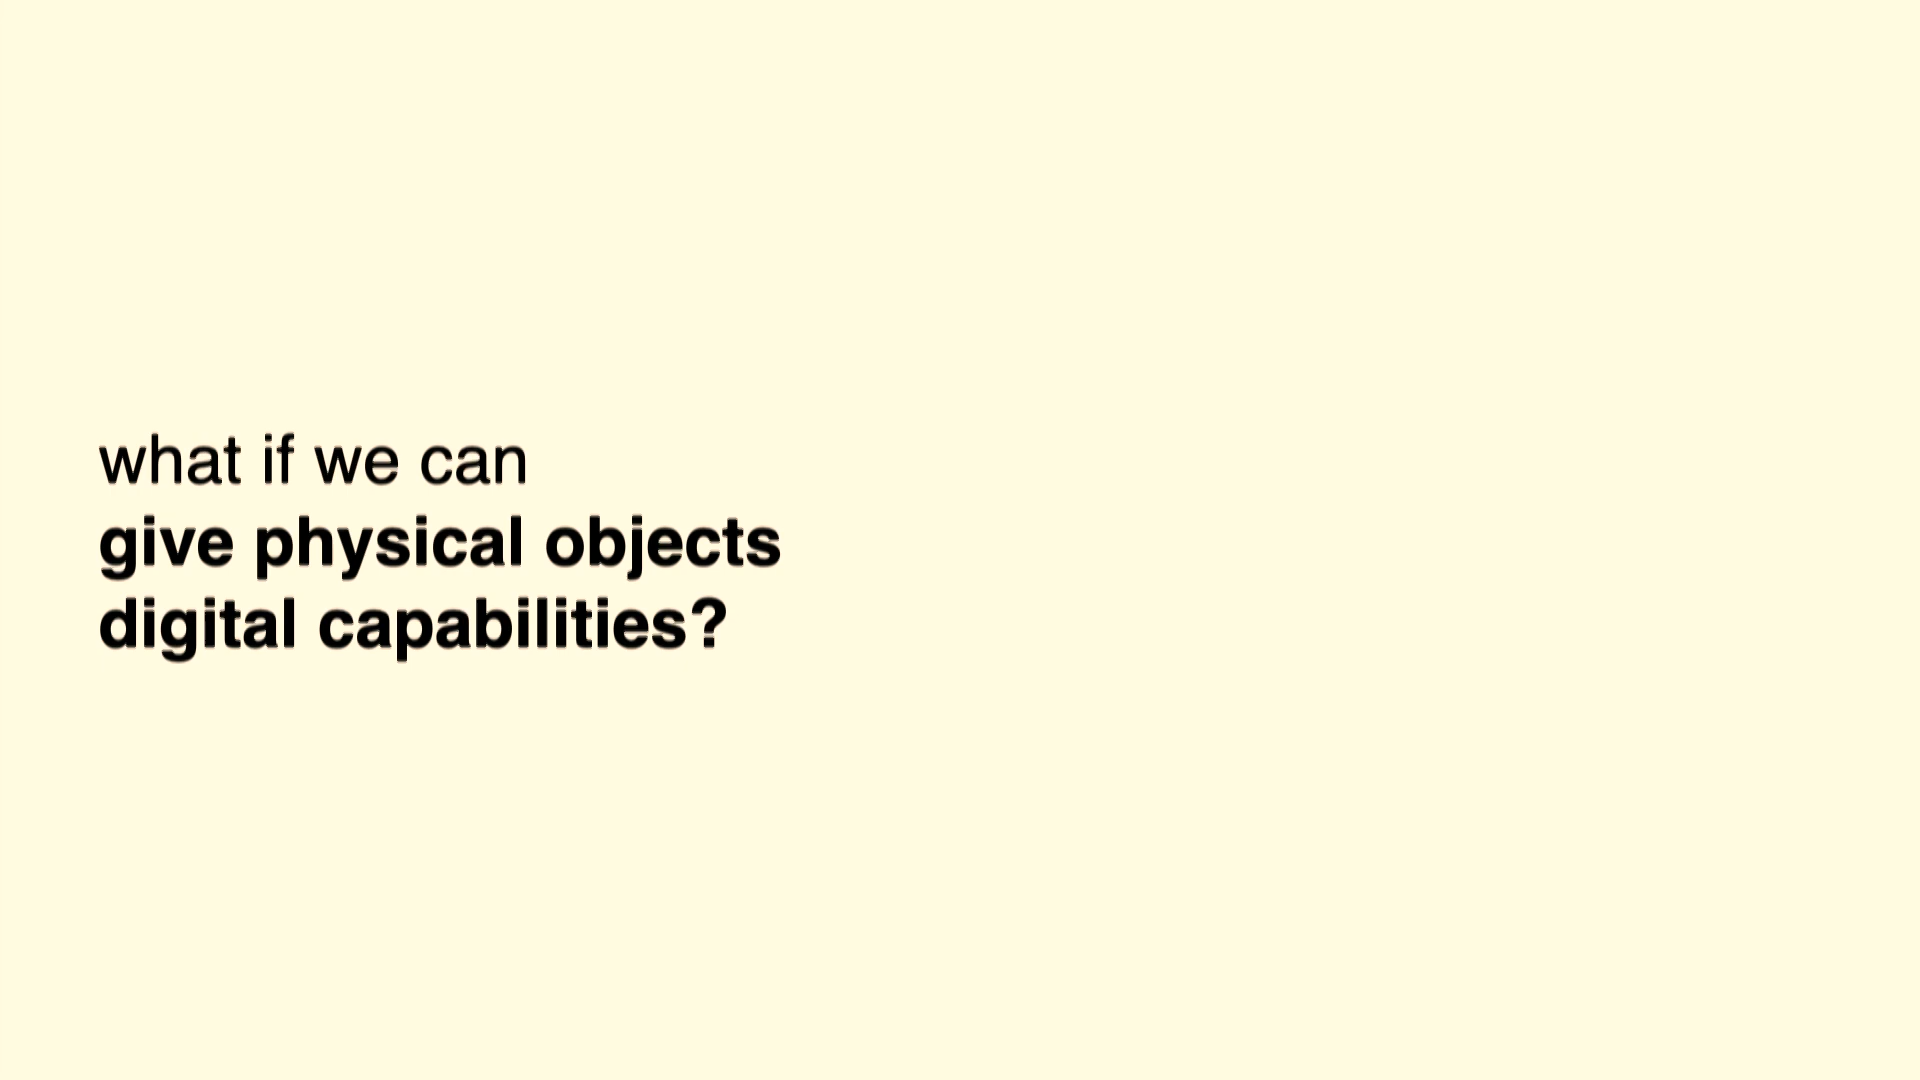 what if we can
give physical objects
digital capabilities?